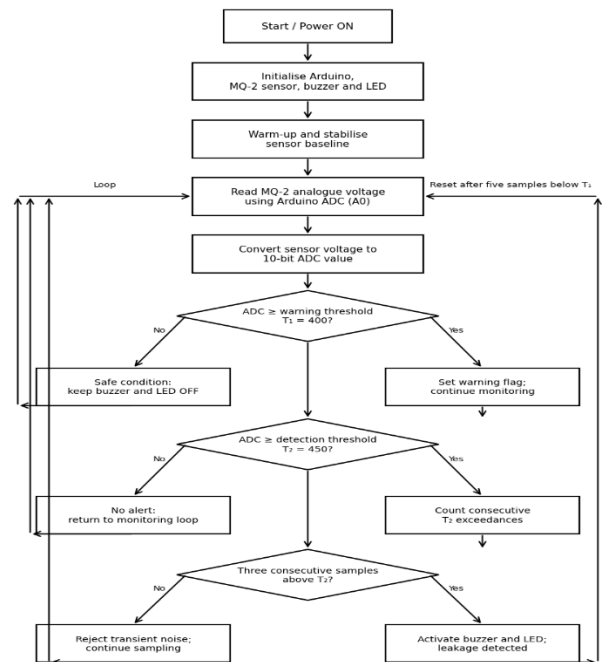 Start / Power ON
Initialise Arduino,
MQ-2 sensor, buzzer and LED
Warm-up and stabilise
sensor baseline
Loop
Read MQ-2 analogue voltage
using Arduino ADC (A0)
Reset after five samples below T₁
Convert sensor voltage to
10-bit ADC value
ADC ≥ warning threshold
T₁ = 400?
No
Yes
Safe condition:
keep buzzer and LED OFF
Set warning flag;
continue monitoring
ADC ≥ detection threshold
T₂ = 450?
No
Yes
No alert:
return to monitoring loop
Count consecutive
T₂ exceedances
Three consecutive samples
above T₂?
No
Yes
Reject transient noise;
continue sampling
Activate buzzer and LED;
leakage detected